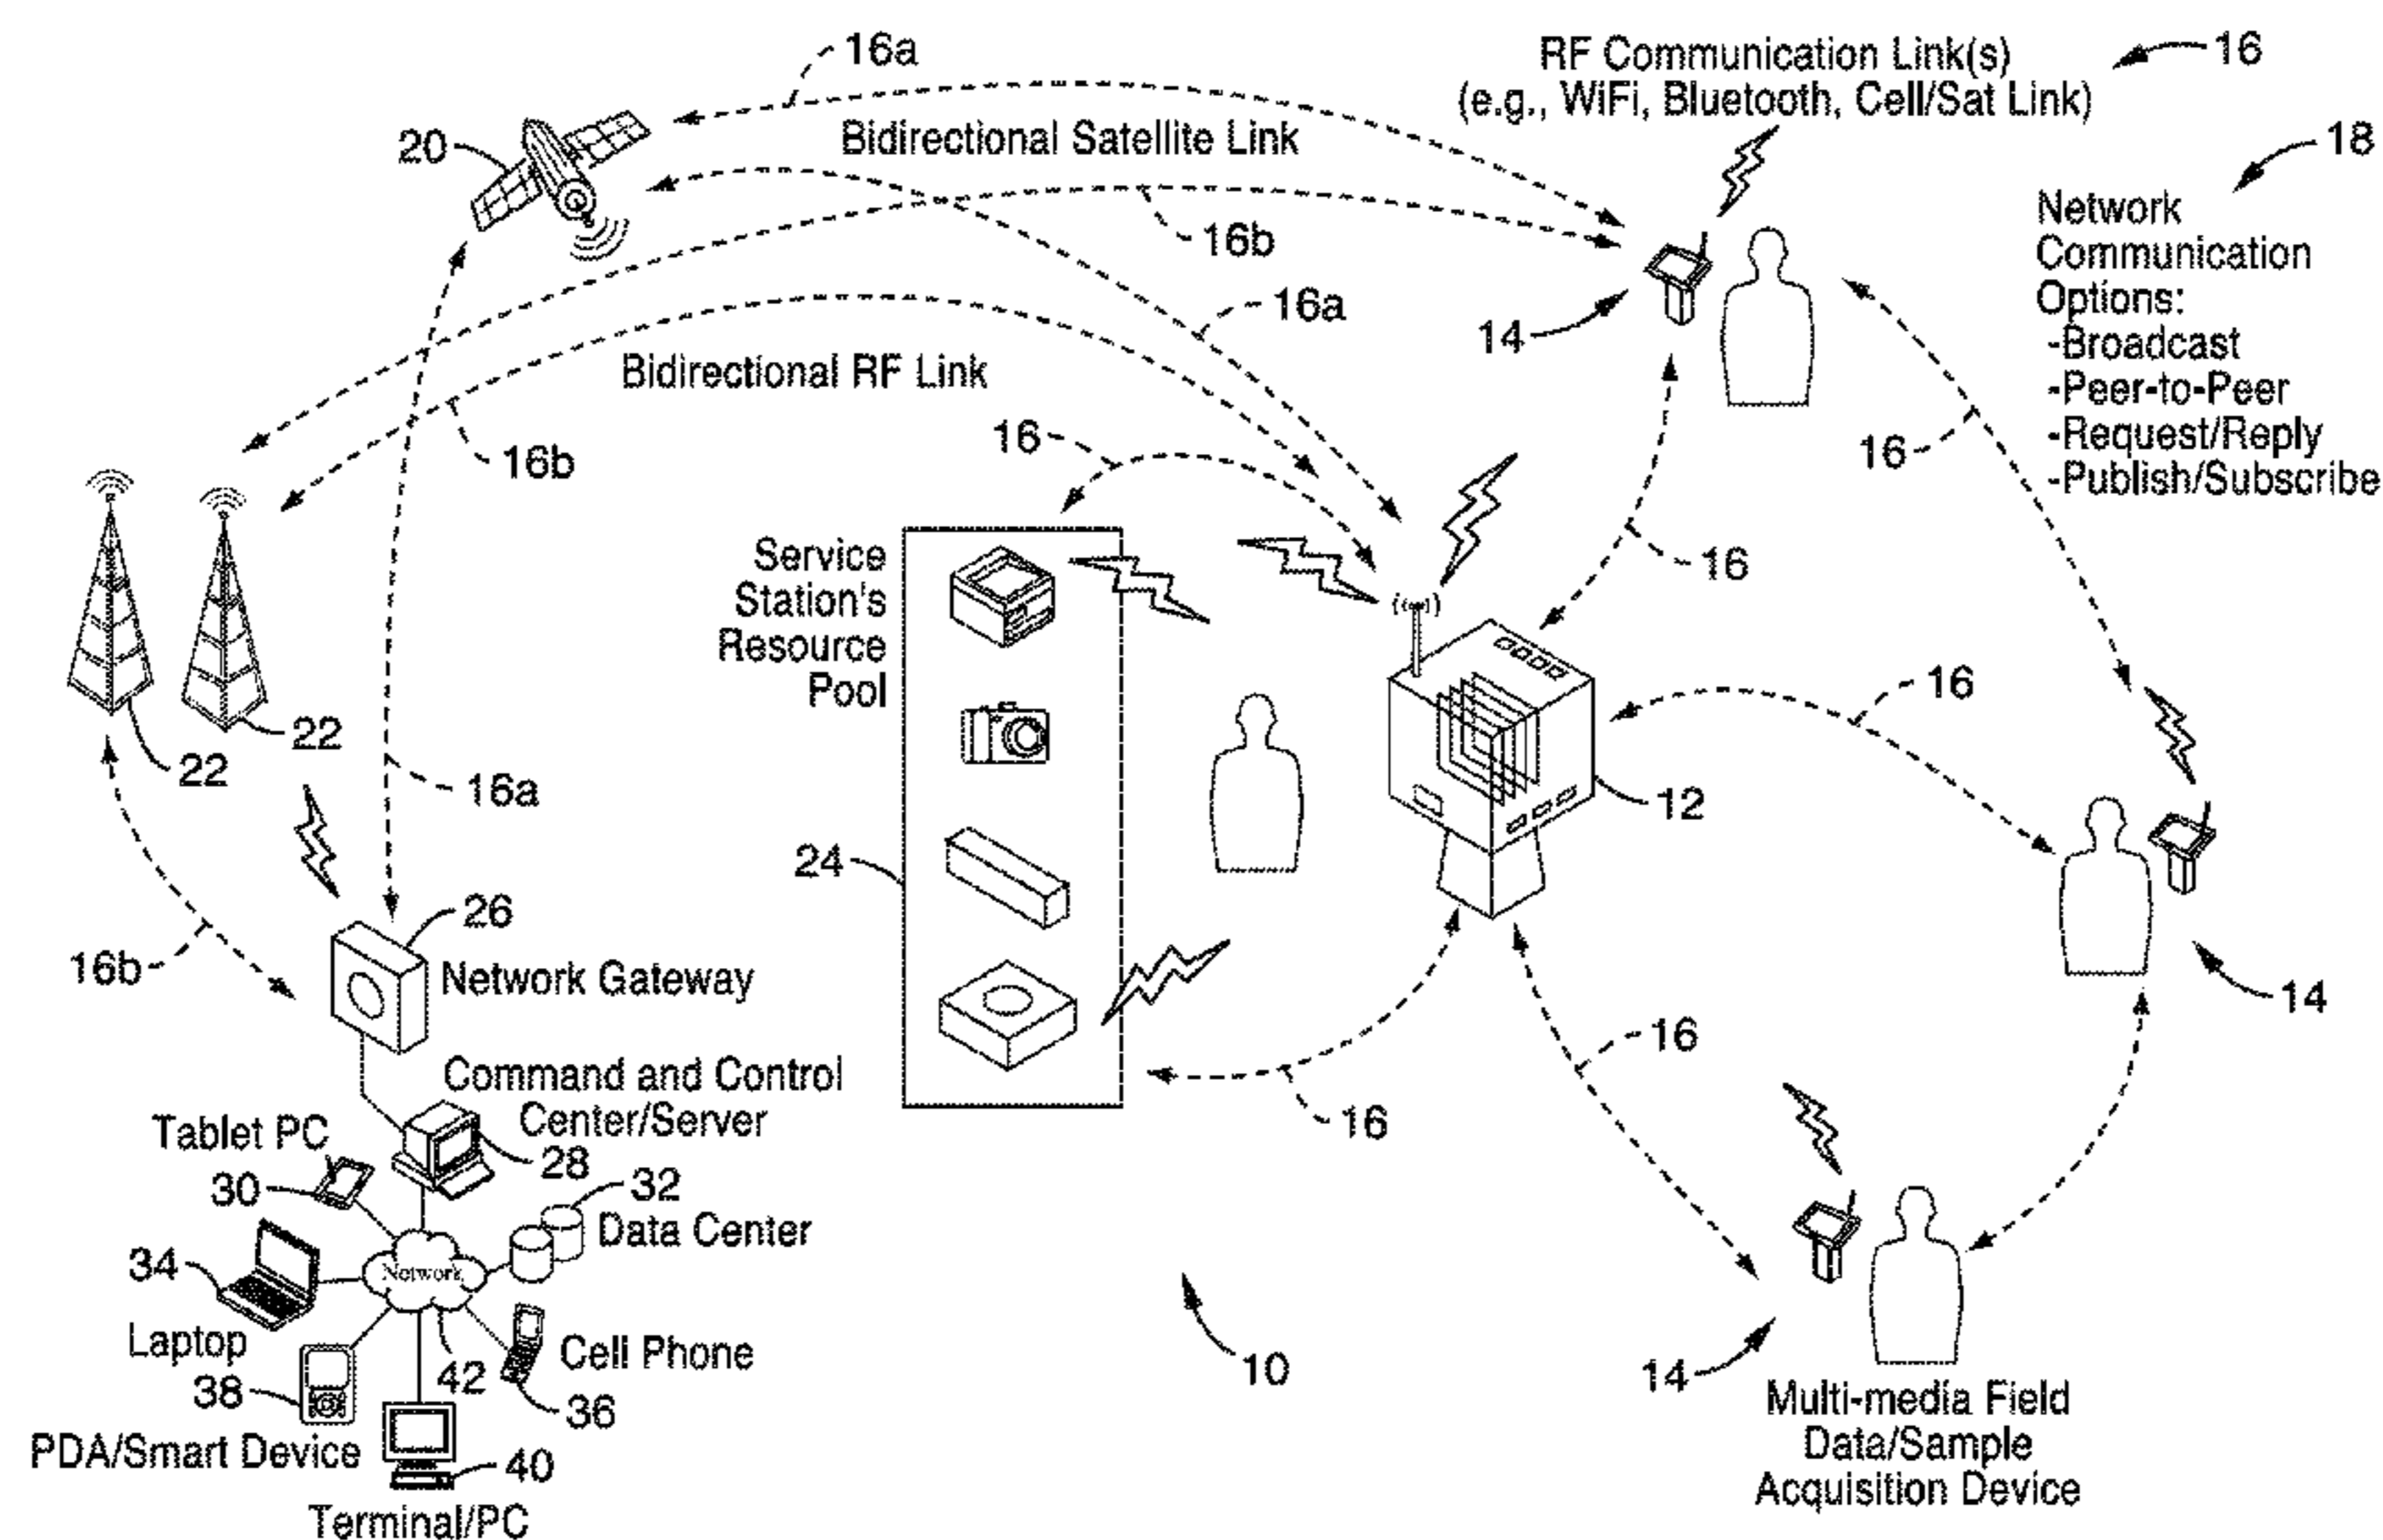 16a
RF Communication Link(s)
(e.g., WiFi, Bluetooth, Cell/Sat Link)
16
20
Bidirectional Satellite Link
18
Network
Communication
Options:
-Broadcast
-Peer-to-Peer
-Request/Reply
-Publish/Subscribe
16b
16a
14
Bidirectional RF Link
16b
16
16
16
Service
Station's
Resource
Pool
22
22
16a
16
12
24
26
16b
Network Gateway
14
16
Command and Control
Center/Server
28
16
Tablet PC
30
32
Data Center
34
Network
Laptop
42
Cell Phone
38
36
10
14
PDA/Smart Device
40
Terminal/PC
Multi-media Field
Data/Sample
Acquisition Device